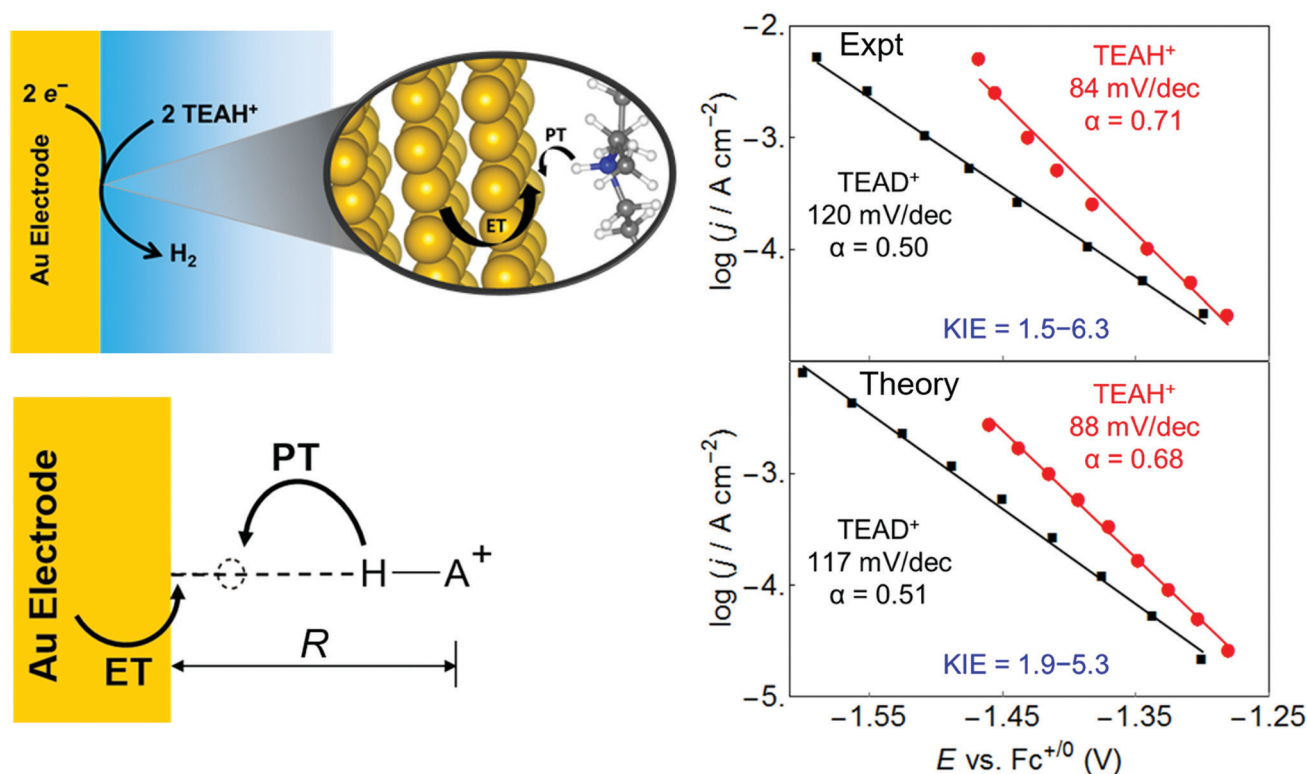 2 e⁻
2 TEAH⁺
H₂
Au Electrode
PT
ET
Au Electrode
ET
PT
H—A⁺
R
−2.
−3.
−4.
log (j / A cm⁻²)
Expt
TEAH⁺
84 mV/dec
α = 0.71
TEAD⁺
120 mV/dec
α = 0.50
KIE = 1.5−6.3
−3.
−4.
−5.
log (j / A cm⁻²)
Theory
TEAH⁺
88 mV/dec
α = 0.68
TEAD⁺
117 mV/dec
α = 0.51
KIE = 1.9−5.3
−1.55 −1.45 −1.35 −1.25
E vs. Fc⁺/⁰ (V)